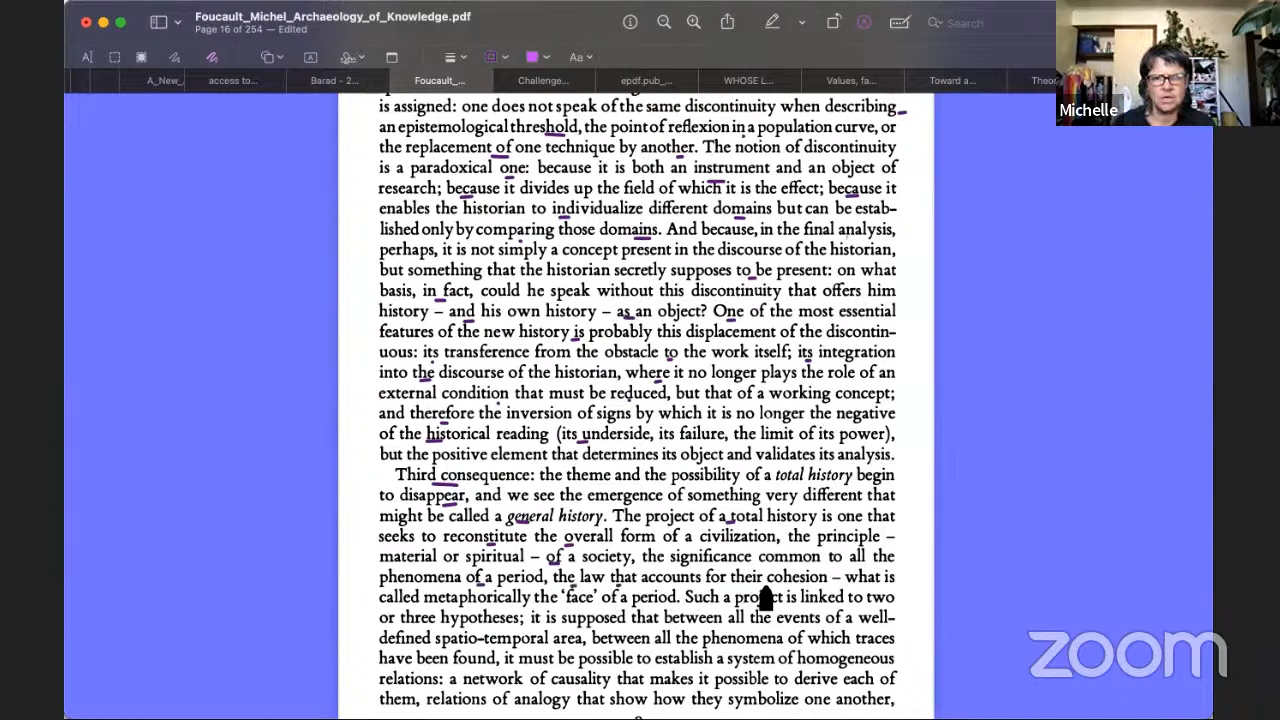 Foucault_Michel_Archaeology_of_Knowledge.pdf
Page 16 of 254 — Edited
Search
A_New_
access to...
Barad - 2...
Foucault_...
Challenge...
epdf.pub_...
WHOSE L...
Values, fa...
Toward a...
Theor
Michelle
is assigned: one does not speak of the same discontinuity when describing
an epistemological threshold, the point of reflexion in a population curve, or
the replacement of one technique by another. The notion of discontinuity
is a paradoxical one: because it is both an instrument and an object of
research; because it divides up the field of which it is the effect; because it
enables the historian to individualize different domains but can be estab-
lished only by comparing those domains. And because, in the final analysis,
perhaps, it is not simply a concept present in the discourse of the historian,
but something that the historian secretly supposes to be present: on what
basis, in fact, could he speak without this discontinuity that offers him
history – and his own history – as an object? One of the most essential
features of the new history is probably this displacement of the discontin-
uous: its transference from the obstacle to the work itself; its integration
into the discourse of the historian, where it no longer plays the role of an
external condition that must be reduced, but that of a working concept;
and therefore the inversion of signs by which it is no longer the negative
of the historical reading (its underside, its failure, the limit of its power),
but the positive element that determines its object and validates its analysis.
Third consequence: the theme and the possibility of a total history begin
to disappear, and we see the emergence of something very different that
might be called a general history. The project of a total history is one that
seeks to reconstitute the overall form of a civilization, the principle –
material or spiritual – of a society, the significance common to all the
phenomena of a period, the law that accounts for their cohesion – what is
called metaphorically the ‘face’ of a period. Such a project is linked to two
or three hypotheses; it is supposed that between all the events of a well-
defined spatio-temporal area, between all the phenomena of which traces
have been found, it must be possible to establish a system of homogeneous
relations: a network of causality that makes it possible to derive each of
them, relations of analogy that show how they symbolize one another,
zoom